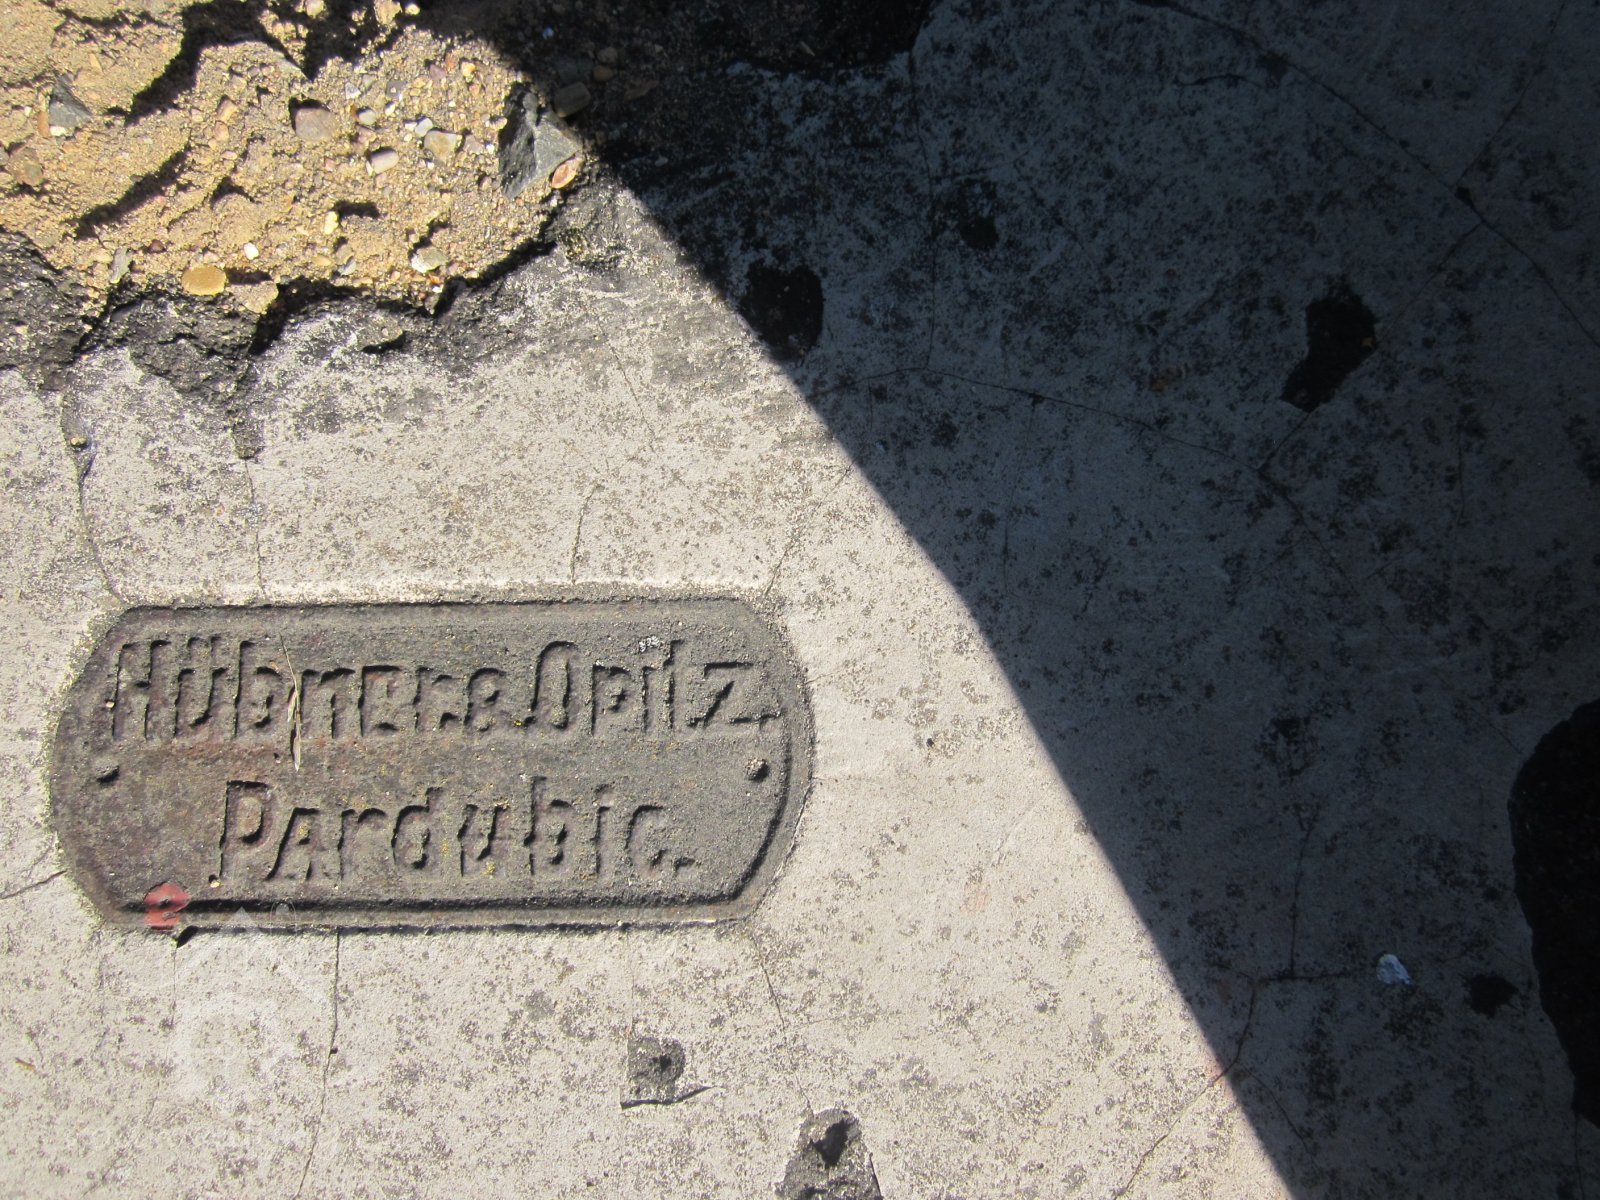 Hübner & Opitz.
Pardubic.